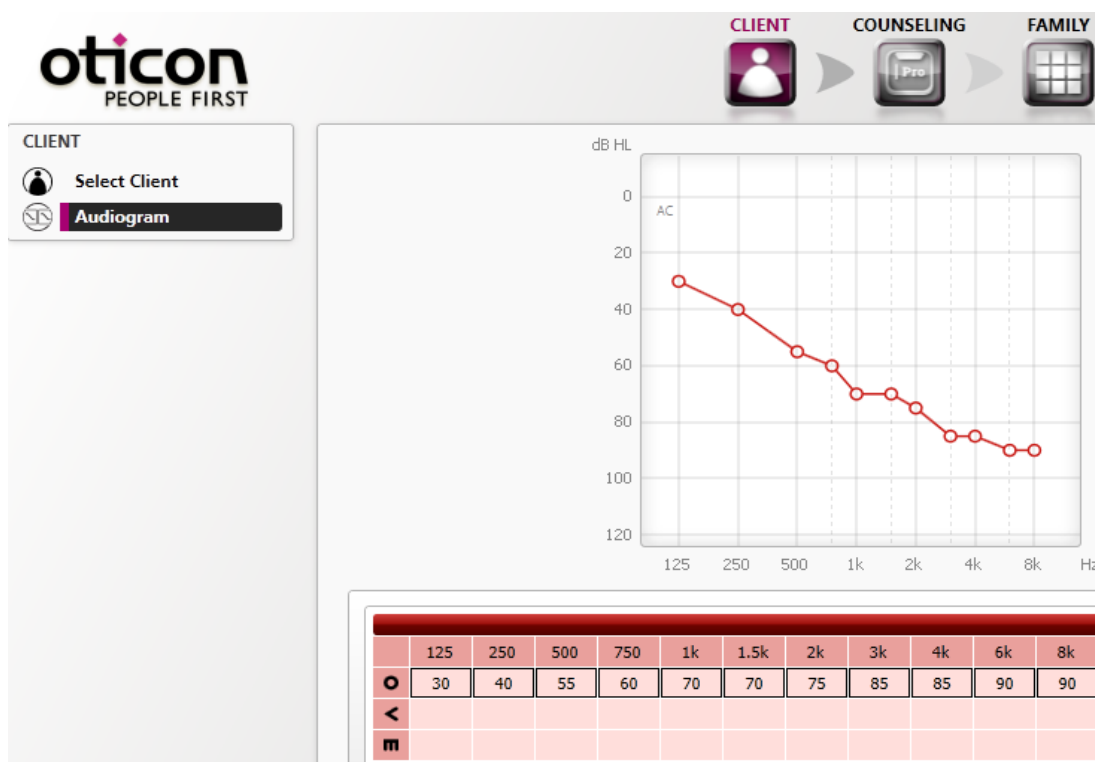 oticon
PEOPLE FIRST
CLIENT COUNSELING FAMILY
Pro
CLIENT
Select Client
Audiogram
dB HL
0
AC
20
40
60
80
100
120
125 250 500 1k 2k 4k 8k Hz
125 250 500 750 1k 1.5k 2k 3k 4k 6k 8k
O 30 40 55 60 70 70 75 85 85 90 90
<
m